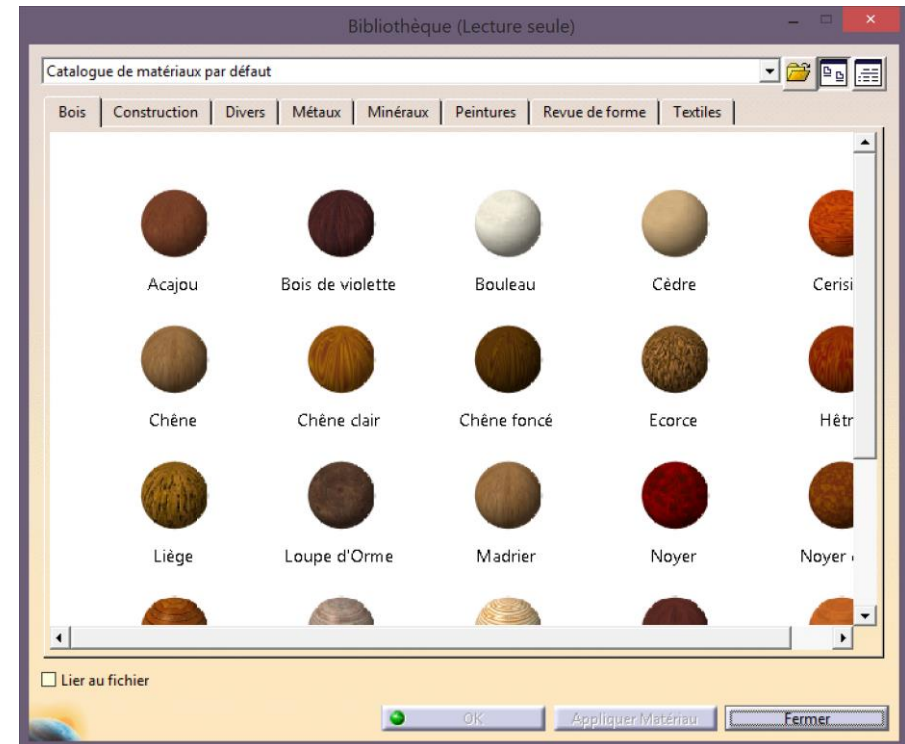 Bibliothèque (Lecture seule)
Catalogue de matériaux par défaut
Bois Construction Divers Métaux Minéraux Peintures Revue de forme Textiles
Acajou Bois de violette Bouleau Cèdre Cerisi
Chêne Chêne clair Chêne foncé Ecorce Hêtr
Liège Loupe d'Orme Madrier Noyer Noyer
Lier au fichier
OK Appliquer Matériau Fermer